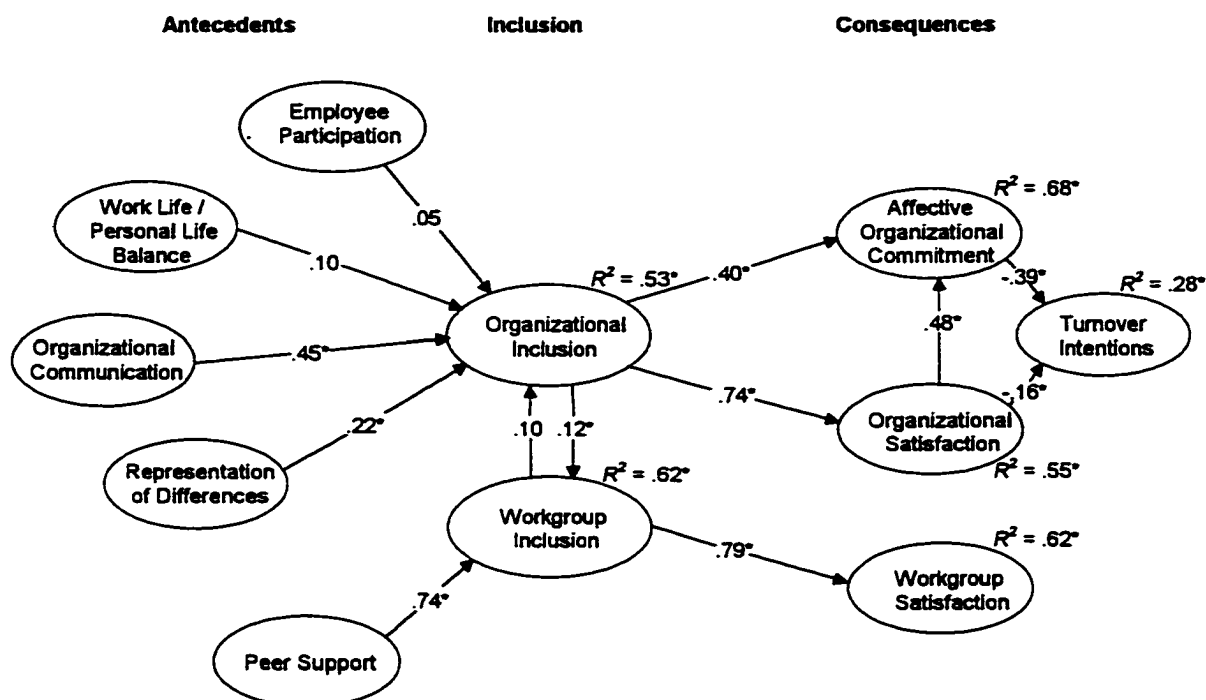 Antecedents Inclusion Consequences
Employee
Participation
R² = .68*
Work Life /
Personal Life
Balance
Affective
Organizational
Commitment
.05
.10
R² = .53*
.40*
-.39*
R² = .28*
Organizational
Communication
.45*
Organizational
Inclusion
.48*
Turnover
Intentions
.74*
-.16*
.22*
.10 .12*
Organizational
Satisfaction
Representation
of Differences
R² = .62*
R² = .55*
Workgroup
Inclusion
.79*
R² = .62*
.74*
Workgroup
Satisfaction
Peer Support